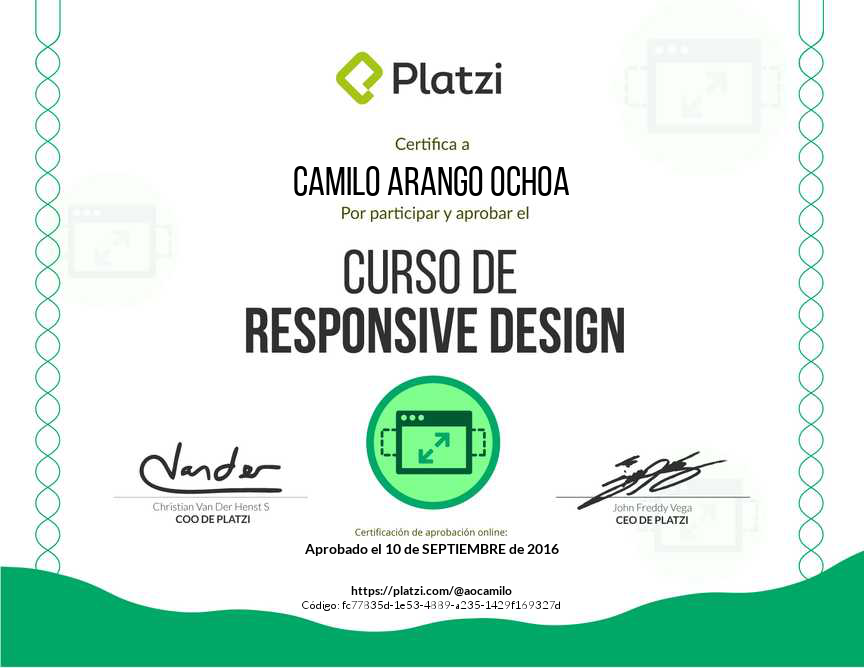 Platzi
Certifica a
CAMILO ARANGO OCHOA
Por participar y aprobar el
CURSO DE
RESPONSIVE DESIGN
Vander
Christian Van Der Henst S
COO DE PLATZI
John Freddy Vega
CEO DE PLATZI
Certificación de aprobación online:
Aprobado el 10 de SEPTIEMBRE de 2016
https://platzi.com/@aocamilo
Código: fc77835d-1e53-4889-a235-1429f169327d